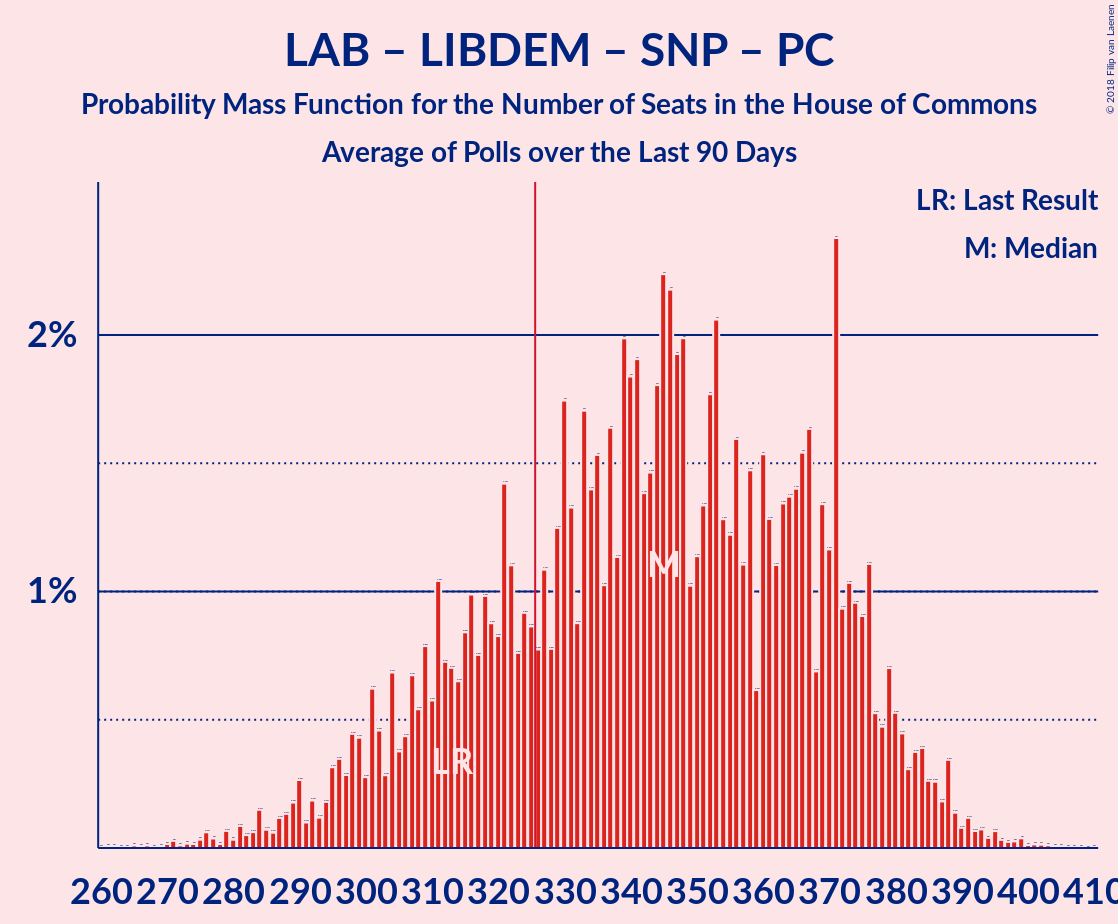 LAB – LIBDEM – SNP – PC
Probability Mass Function for the Number of Seats in the House of Commons
Average of Polls over the Last 90 Days
© 2018 Filip van Laenen
LR: Last Result
M: Median
2%
1%
M
LR
260 270 280 290 300 310 320 330 340 350 360 370 380 390 400 410